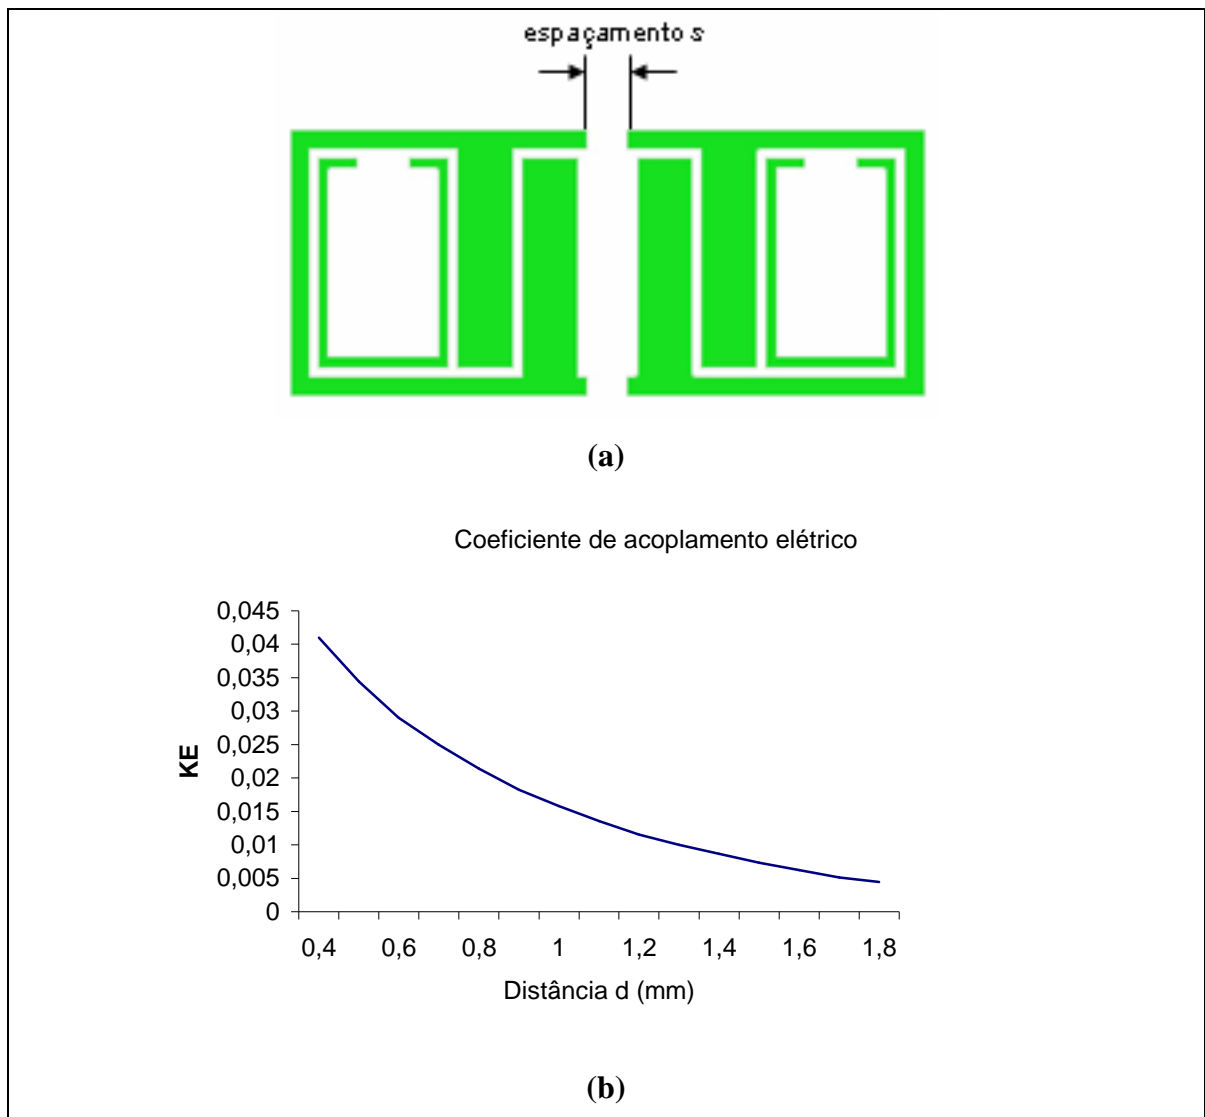 espaçamento s
(a)
Coeficiente de acoplamento elétrico
0,045
0,04
0,035
0,03
0,025
0,02
0,015
0,01
0,005
0
KE
0,4 0,6 0,8 1 1,2 1,4 1,6 1,8
Distância d (mm)
(b)